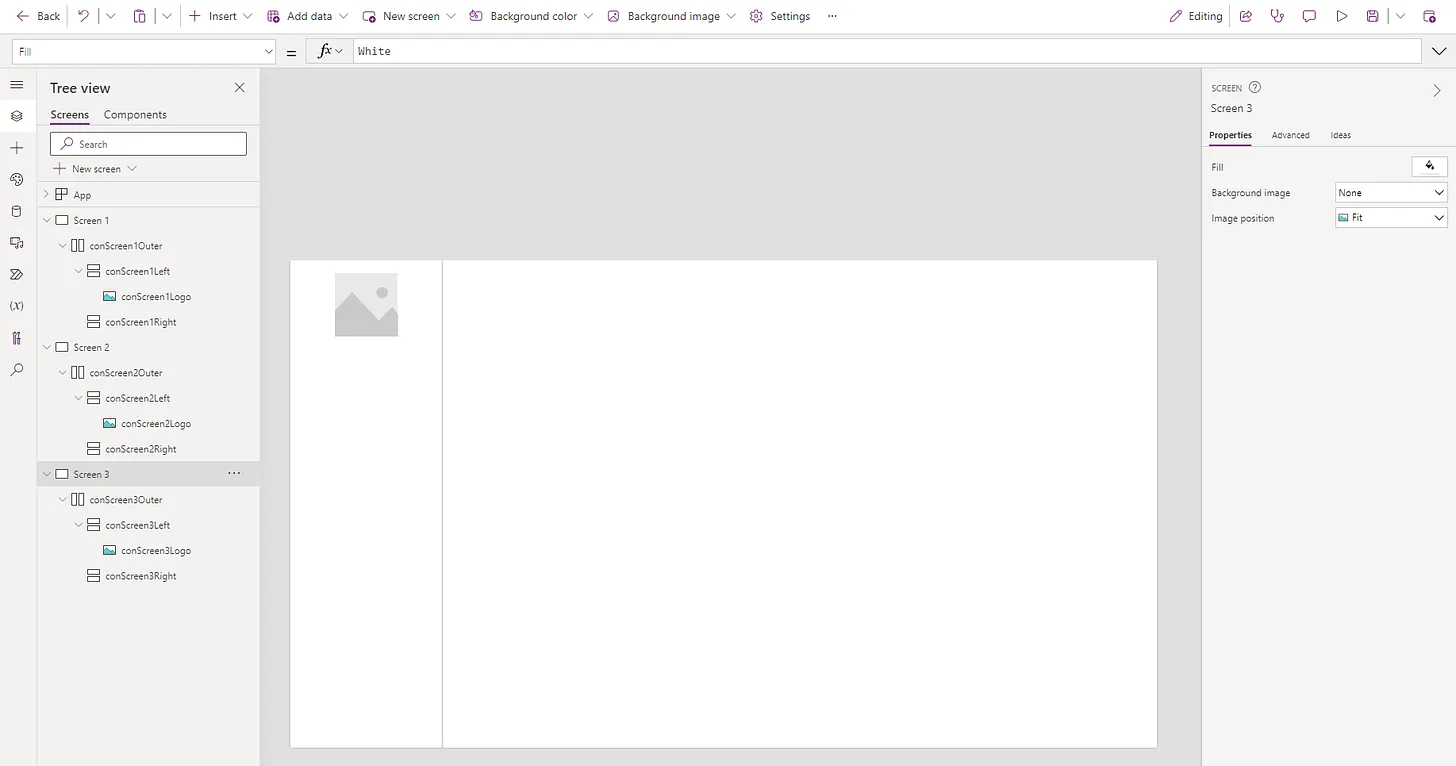 Back Insert Add data New screen Background color Background image Settings ... Editing
Fill = fx White
Tree view
Screens Components
Search
New screen
App
Screen 1
conScreen1Outer
conScreen1Left
conScreen1Logo
conScreen1Right
Screen 2
conScreen2Outer
conScreen2Left
conScreen2Logo
conScreen2Right
Screen 3 ...
conScreen3Outer
conScreen3Left
conScreen3Logo
conScreen3Right
(x)
SCREEN ?
Screen 3
Properties Advanced Ideas
Fill
Background image None
Image position Fit